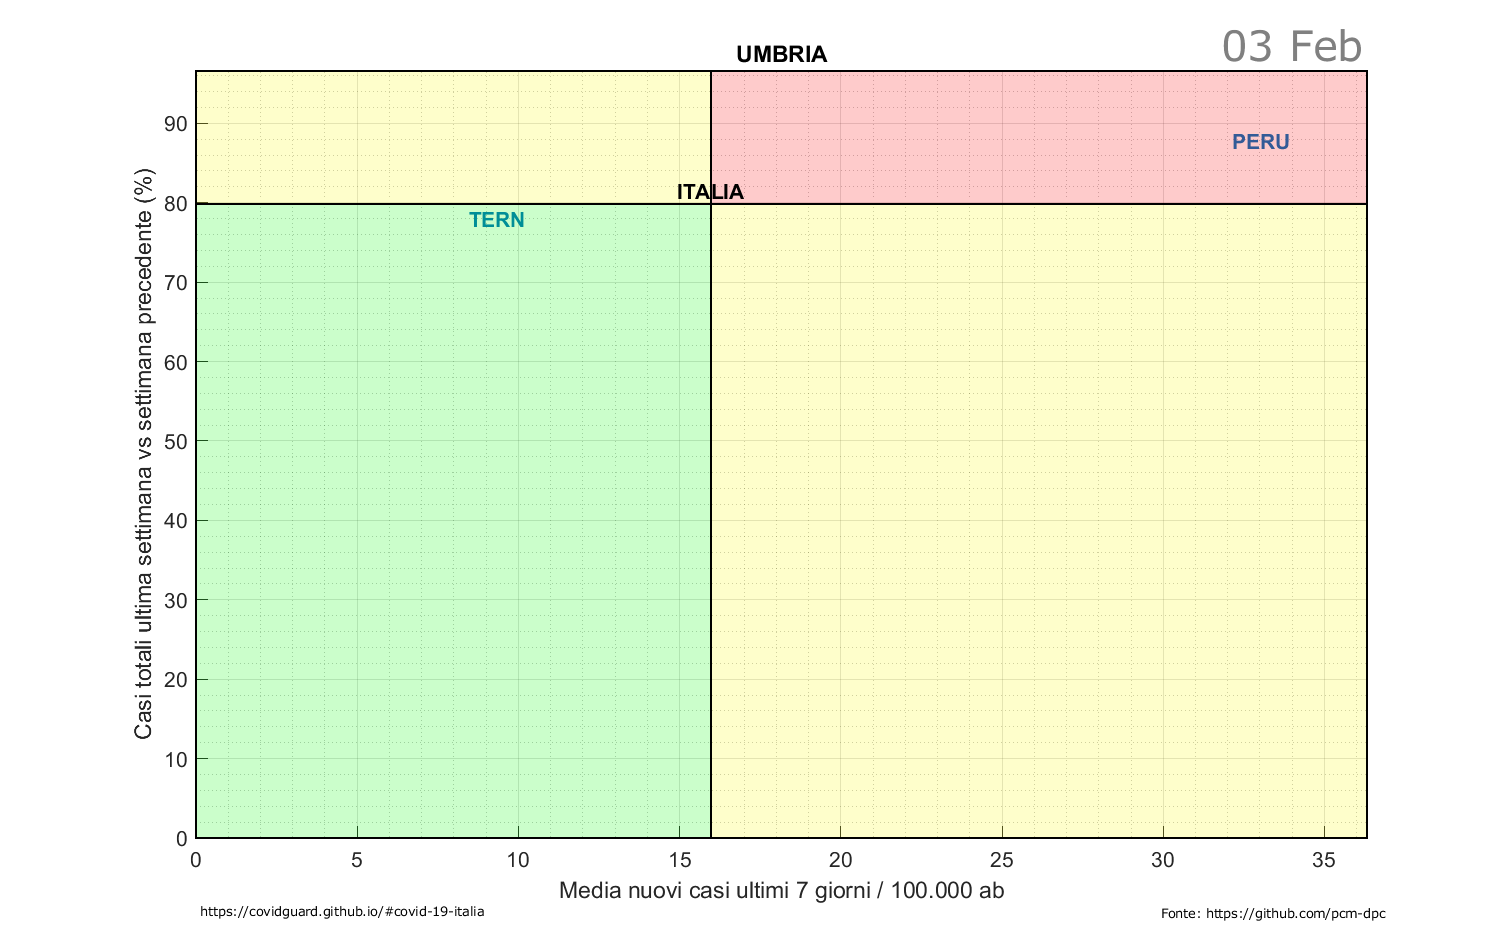 03 Feb
UMBRIA
90
80
70
60
50
40
30
20
10
0
Casi totali ultima settimana vs settimana precedente (%)
PERU
ITALIA
TERN
0 5 10 15 20 25 30 35
Media nuovi casi ultimi 7 giorni / 100.000 ab
https://covidguard.github.io/#covid-19-italia
Fonte: https://github.com/pcm-dpc